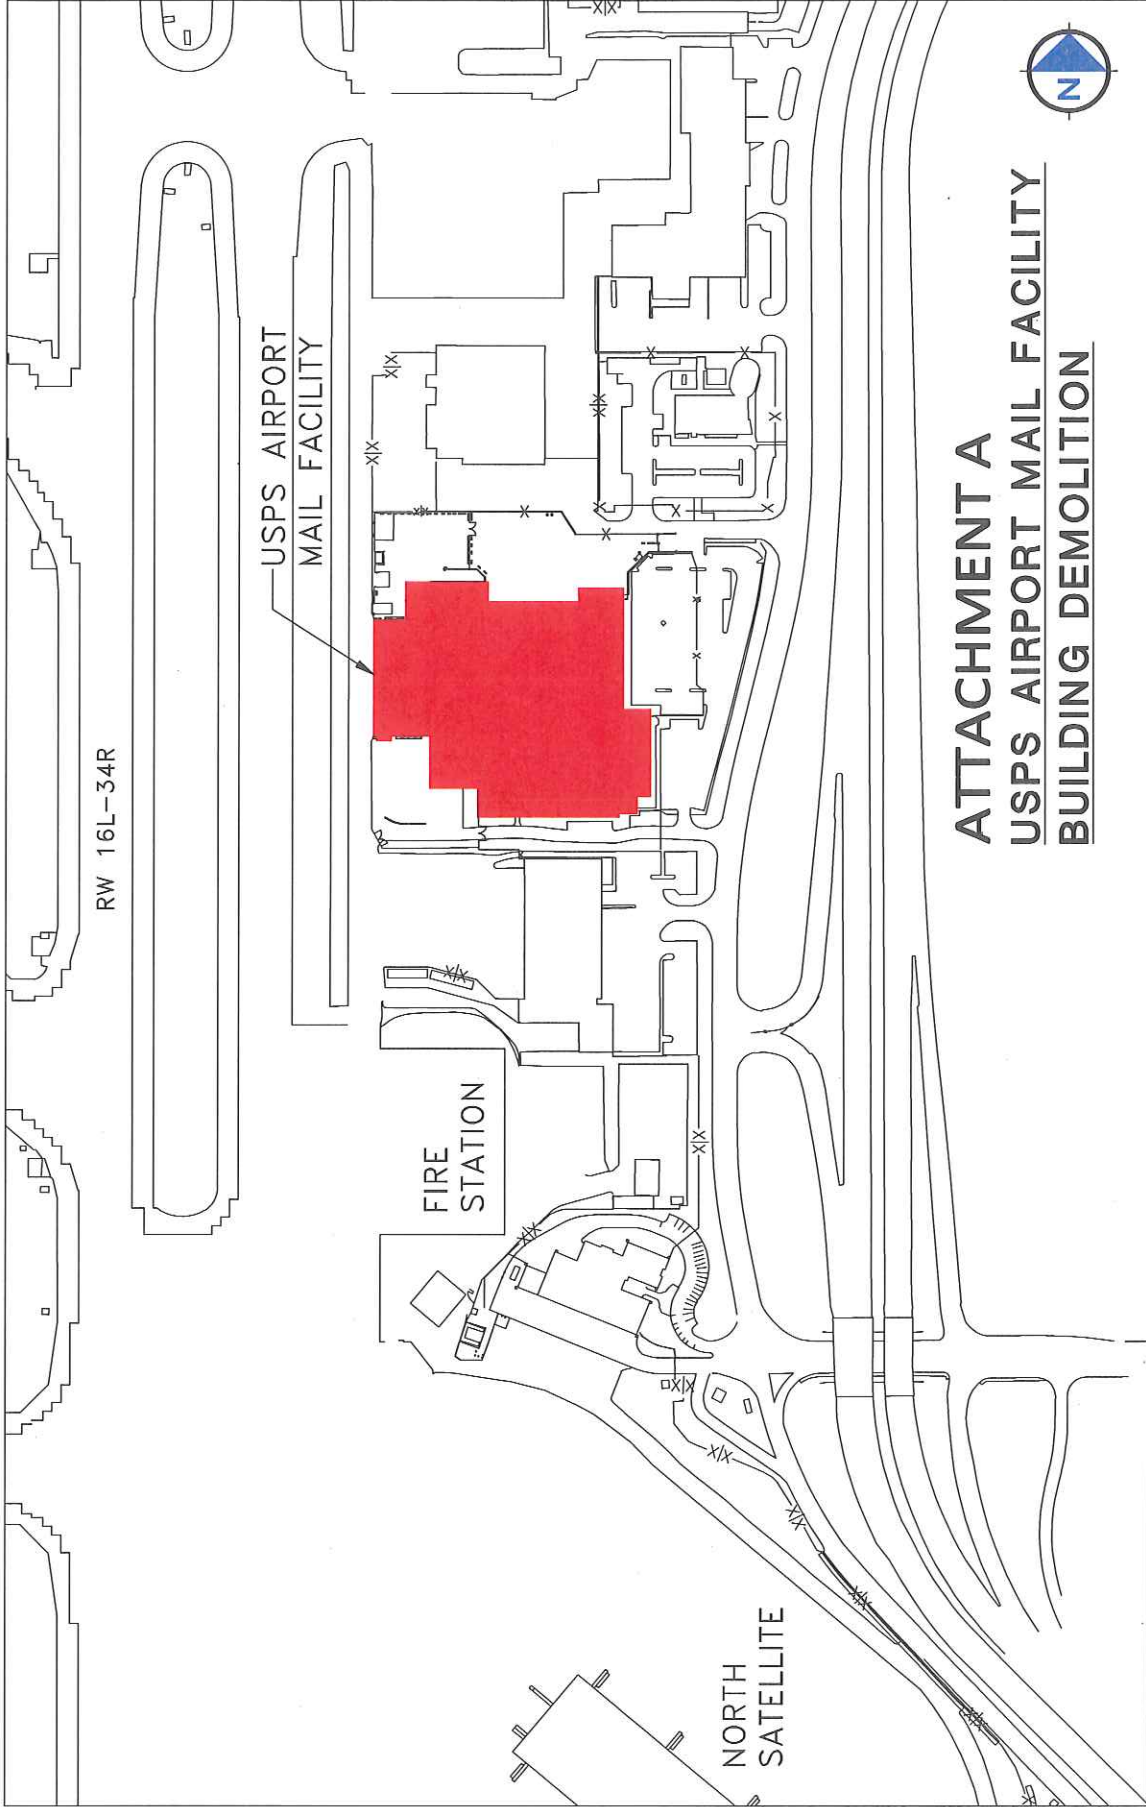 RW 16L-34R
USPS AIRPORT
MAIL FACILITY
FIRE
STATION
NORTH
SATELLITE
N
ATTACHMENT A
USPS AIRPORT MAIL FACILITY
BUILDING DEMOLITION